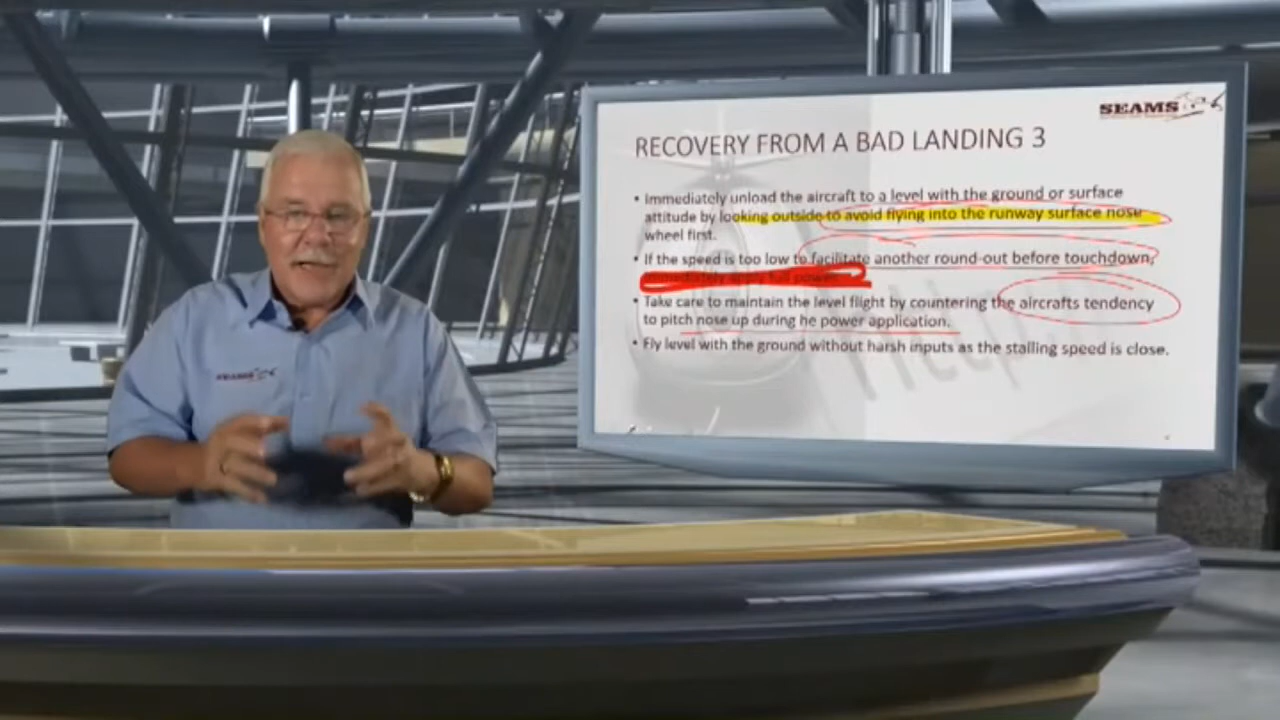 SEAMS
RECOVERY FROM A BAD LANDING 3
• Immediately unload the aircraft to a level with the ground or surface
attitude by looking outside to avoid flying into the runway surface nose
wheel first.
• If the speed is too low to facilitate another round-out before touchdown,
immediately apply full power.
• Take care to maintain the level flight by countering the aircrafts tendency
to pitch nose up during he power application.
• Fly level with the ground without harsh inputs as the stalling speed is close.
SEAMS